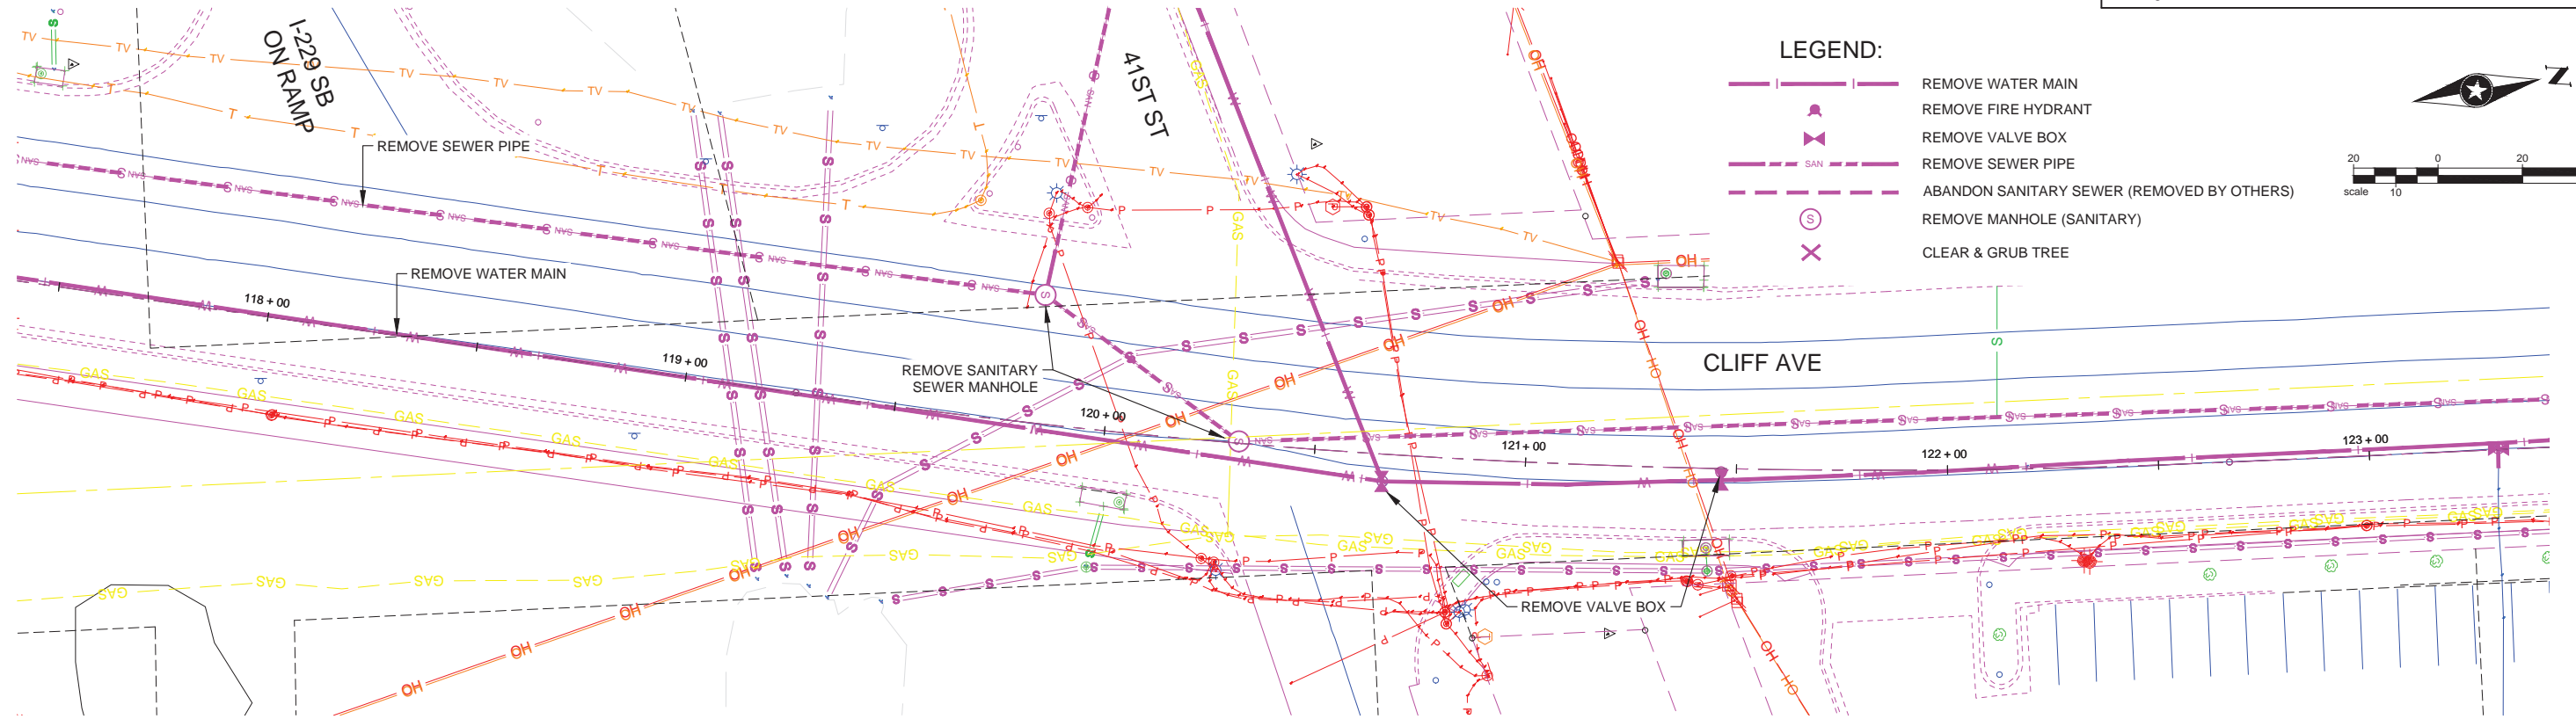 I-229 SB
ON RAMP
41ST ST
LEGEND:
REMOVE WATER MAIN
REMOVE FIRE HYDRANT
REMOVE VALVE BOX
SAN REMOVE SEWER PIPE
ABANDON SANITARY SEWER (REMOVED BY OTHERS)
S REMOVE MANHOLE (SANITARY)
CLEAR & GRUB TREE
N
20 0 20
scale 10
REMOVE SEWER PIPE
REMOVE WATER MAIN
118 + 00
119 + 00
REMOVE SANITARY
SEWER MANHOLE
120 + 00
CLIFF AVE
121 + 00
122 + 00
123 + 00
REMOVE VALVE BOX